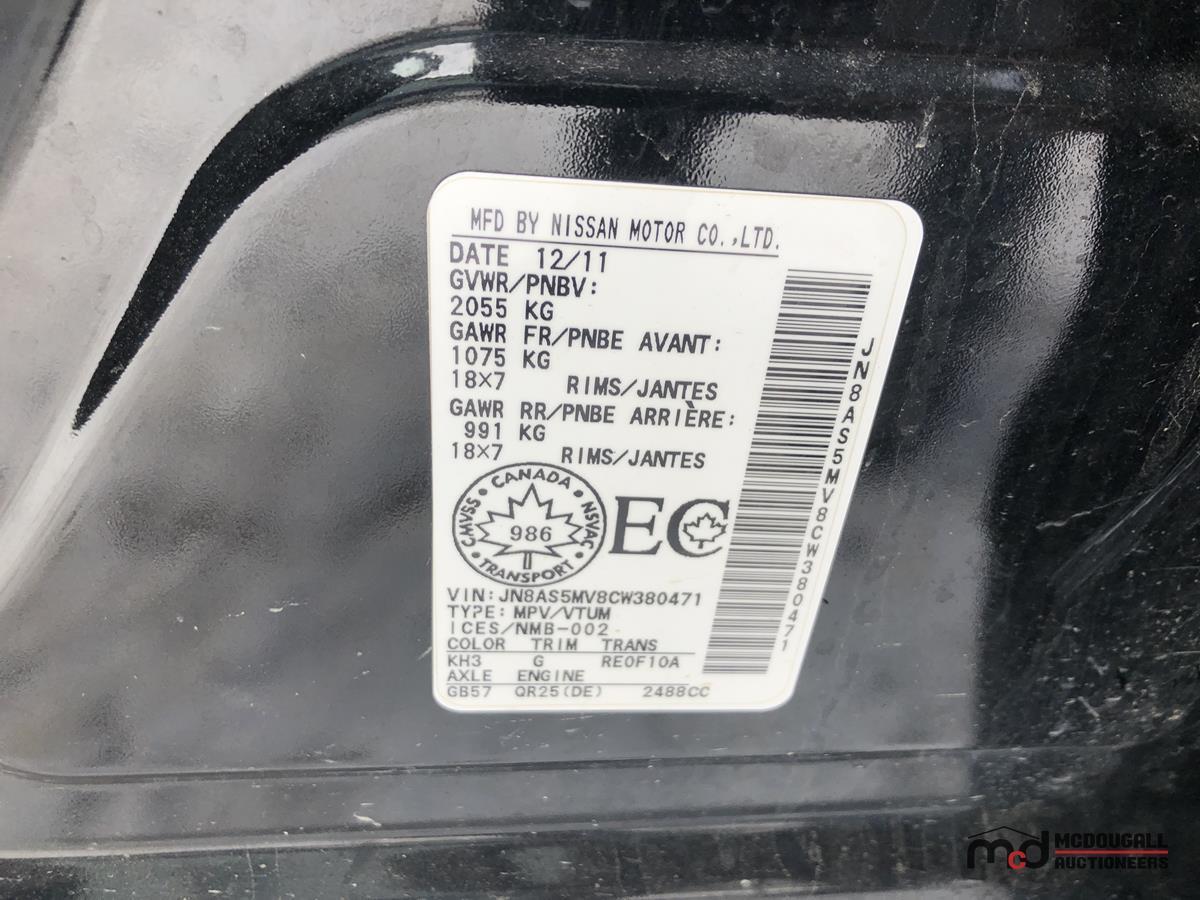 MFD BY NISSAN MOTOR CO.,LTD.
DATE 12/11
GVWR/PNBV:
2055 KG
GAWR FR/PNBE AVANT:
1075 KG
18×7 RIMS/JANTES
GAWR RR/PNBE ARRIÈRE:
991 KG
18×7 RIMS/JANTES
CANADA
CMVSS NSVAC
986
TRANSPORT
EC
VIN: JN8AS5MV8CW380471
TYPE: MPV/VTUM
ICES/NMB-002
COLOR TRIM TRANS
KH3 G RE0F10A
AXLE ENGINE
GB57 QR25(DE) 2488CC
JN8AS5MV8CW380471
mcd MCDOUGALL
AUCTIONEERS